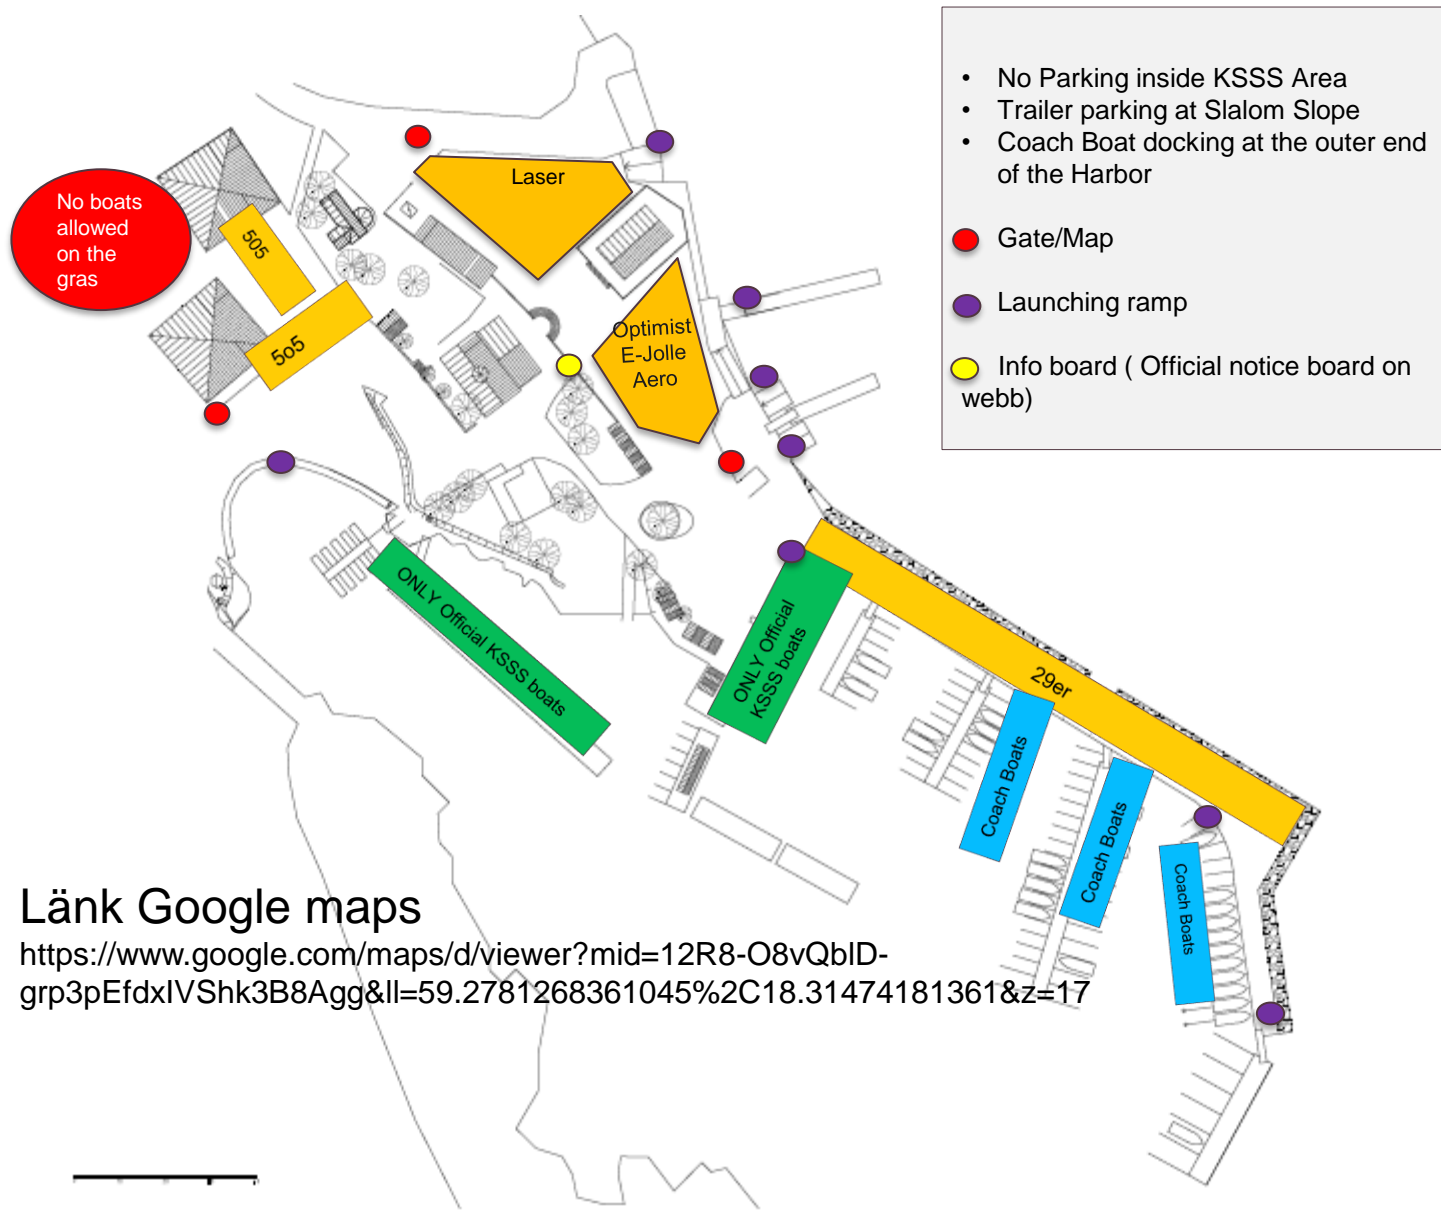 • No Parking inside KSSS Area
• Trailer parking at Slalom Slope
• Coach Boat docking at the outer end
of the Harbor
Gate/Map
Launching ramp
Info board ( Official notice board on
webb)
No boats
allowed
on the
gras
505
5o5
Laser
Optimist
E-Jolle
Aero
ONLY Official KSSS boats
ONLY Official
KSSS boats
29er
Coach Boats
Coach Boats
Coach Boats
Länk Google maps
https://www.google.com/maps/d/viewer?mid=12R8-O8vQblD-
grp3pEfdxIVShk3B8Agg&ll=59.2781268361045%2C18.31474181361&z=17